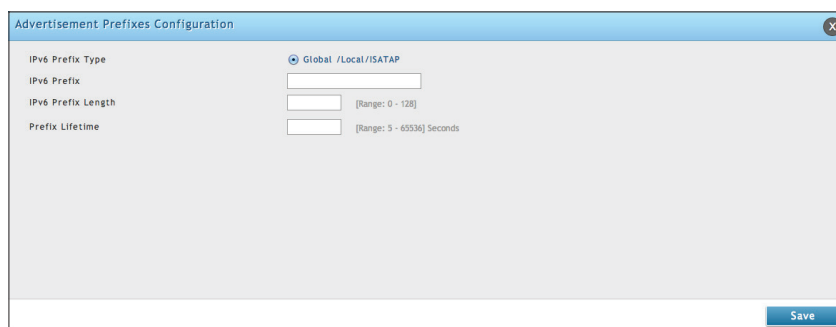 Advertisement Prefixes Configuration
X
IPv6 Prefix Type Global /Local/ISATAP
IPv6 Prefix
IPv6 Prefix Length [Range: 0 - 128]
Prefix Lifetime [Range: 5 - 65536] Seconds
Save